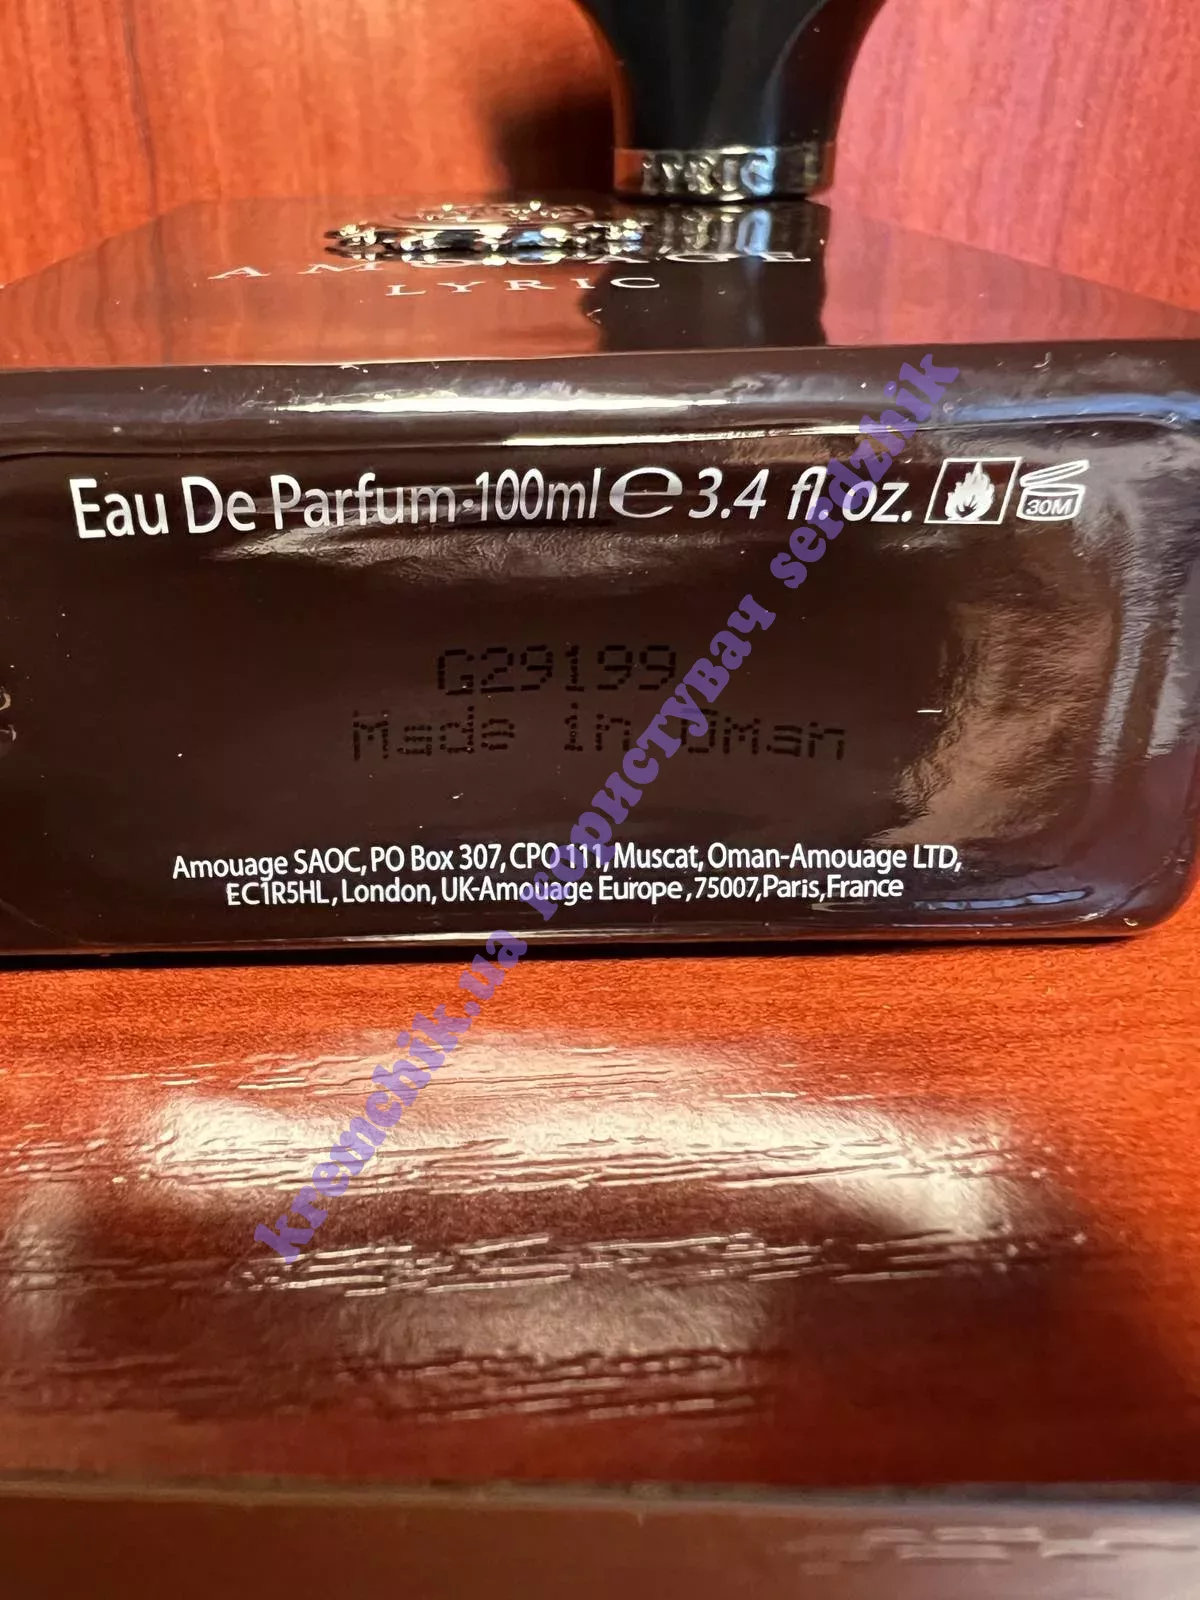 LYRIC
AMOUAGE
LYRIC
Eau De Parfum·100ml ℮ 3.4 fl. oz.
30M
G29199
Made in OMan
Amouage SAOC, PO Box 307, CPO 111, Muscat, Oman-Amouage LTD,
EC1R5HL, London, UK-Amouage Europe, 75007, Paris, France
kremchik.ua користувач serdzhik